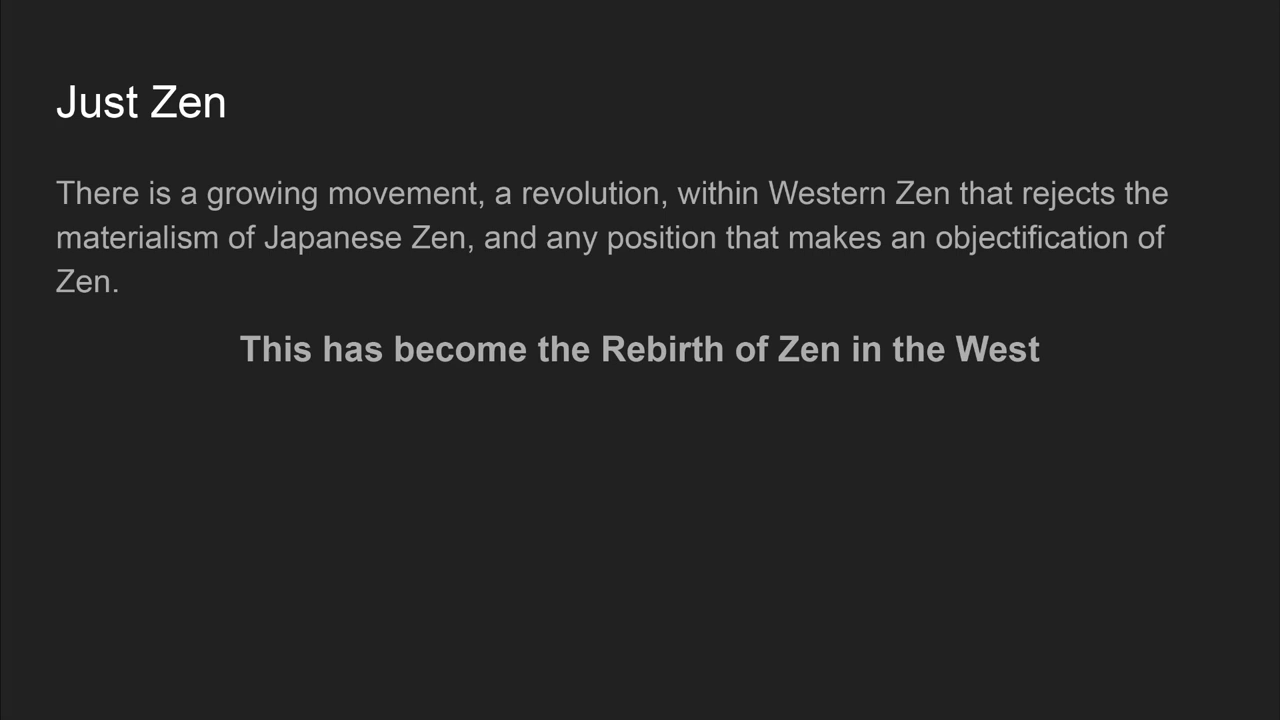 Just Zen
There is a growing movement, a revolution, within Western Zen that rejects the
materialism of Japanese Zen, and any position that makes an objectification of
Zen.
This has become the Rebirth of Zen in the West